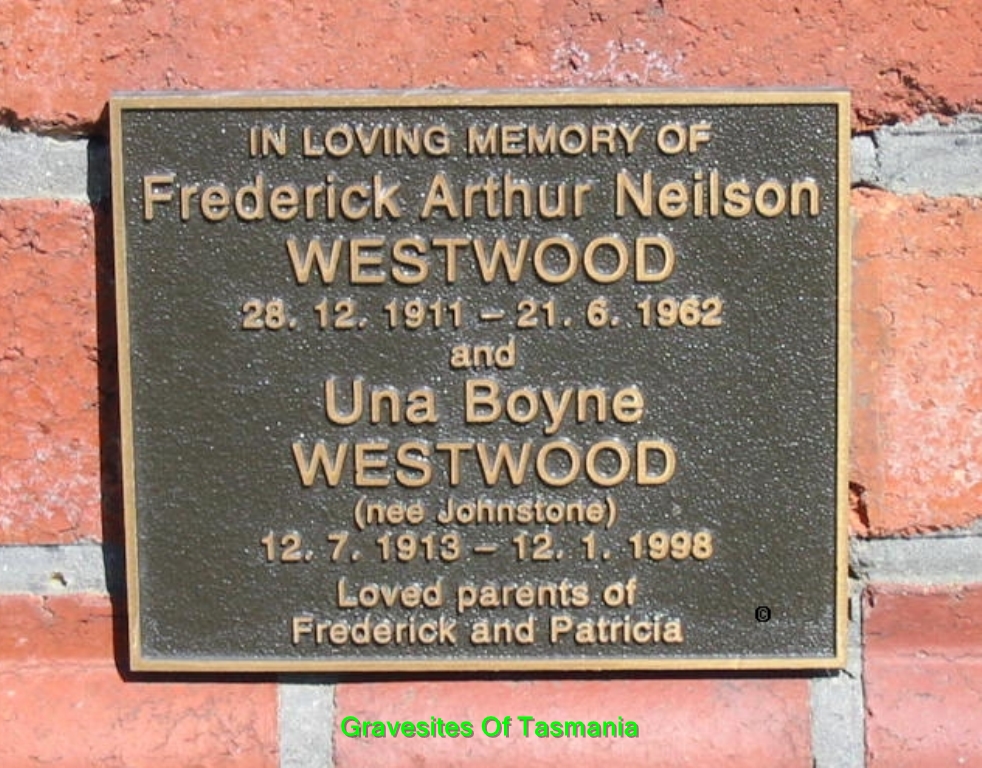 IN LOVING MEMORY OF
Frederick Arthur Neilson
WESTWOOD
28. 12. 1911 – 21. 6. 1962
and
Una Boyne
WESTWOOD
(nee Johnstone)
12. 7. 1913 – 12. 1. 1998
Loved parents of
Frederick and Patricia
©
Gravesites Of Tasmania